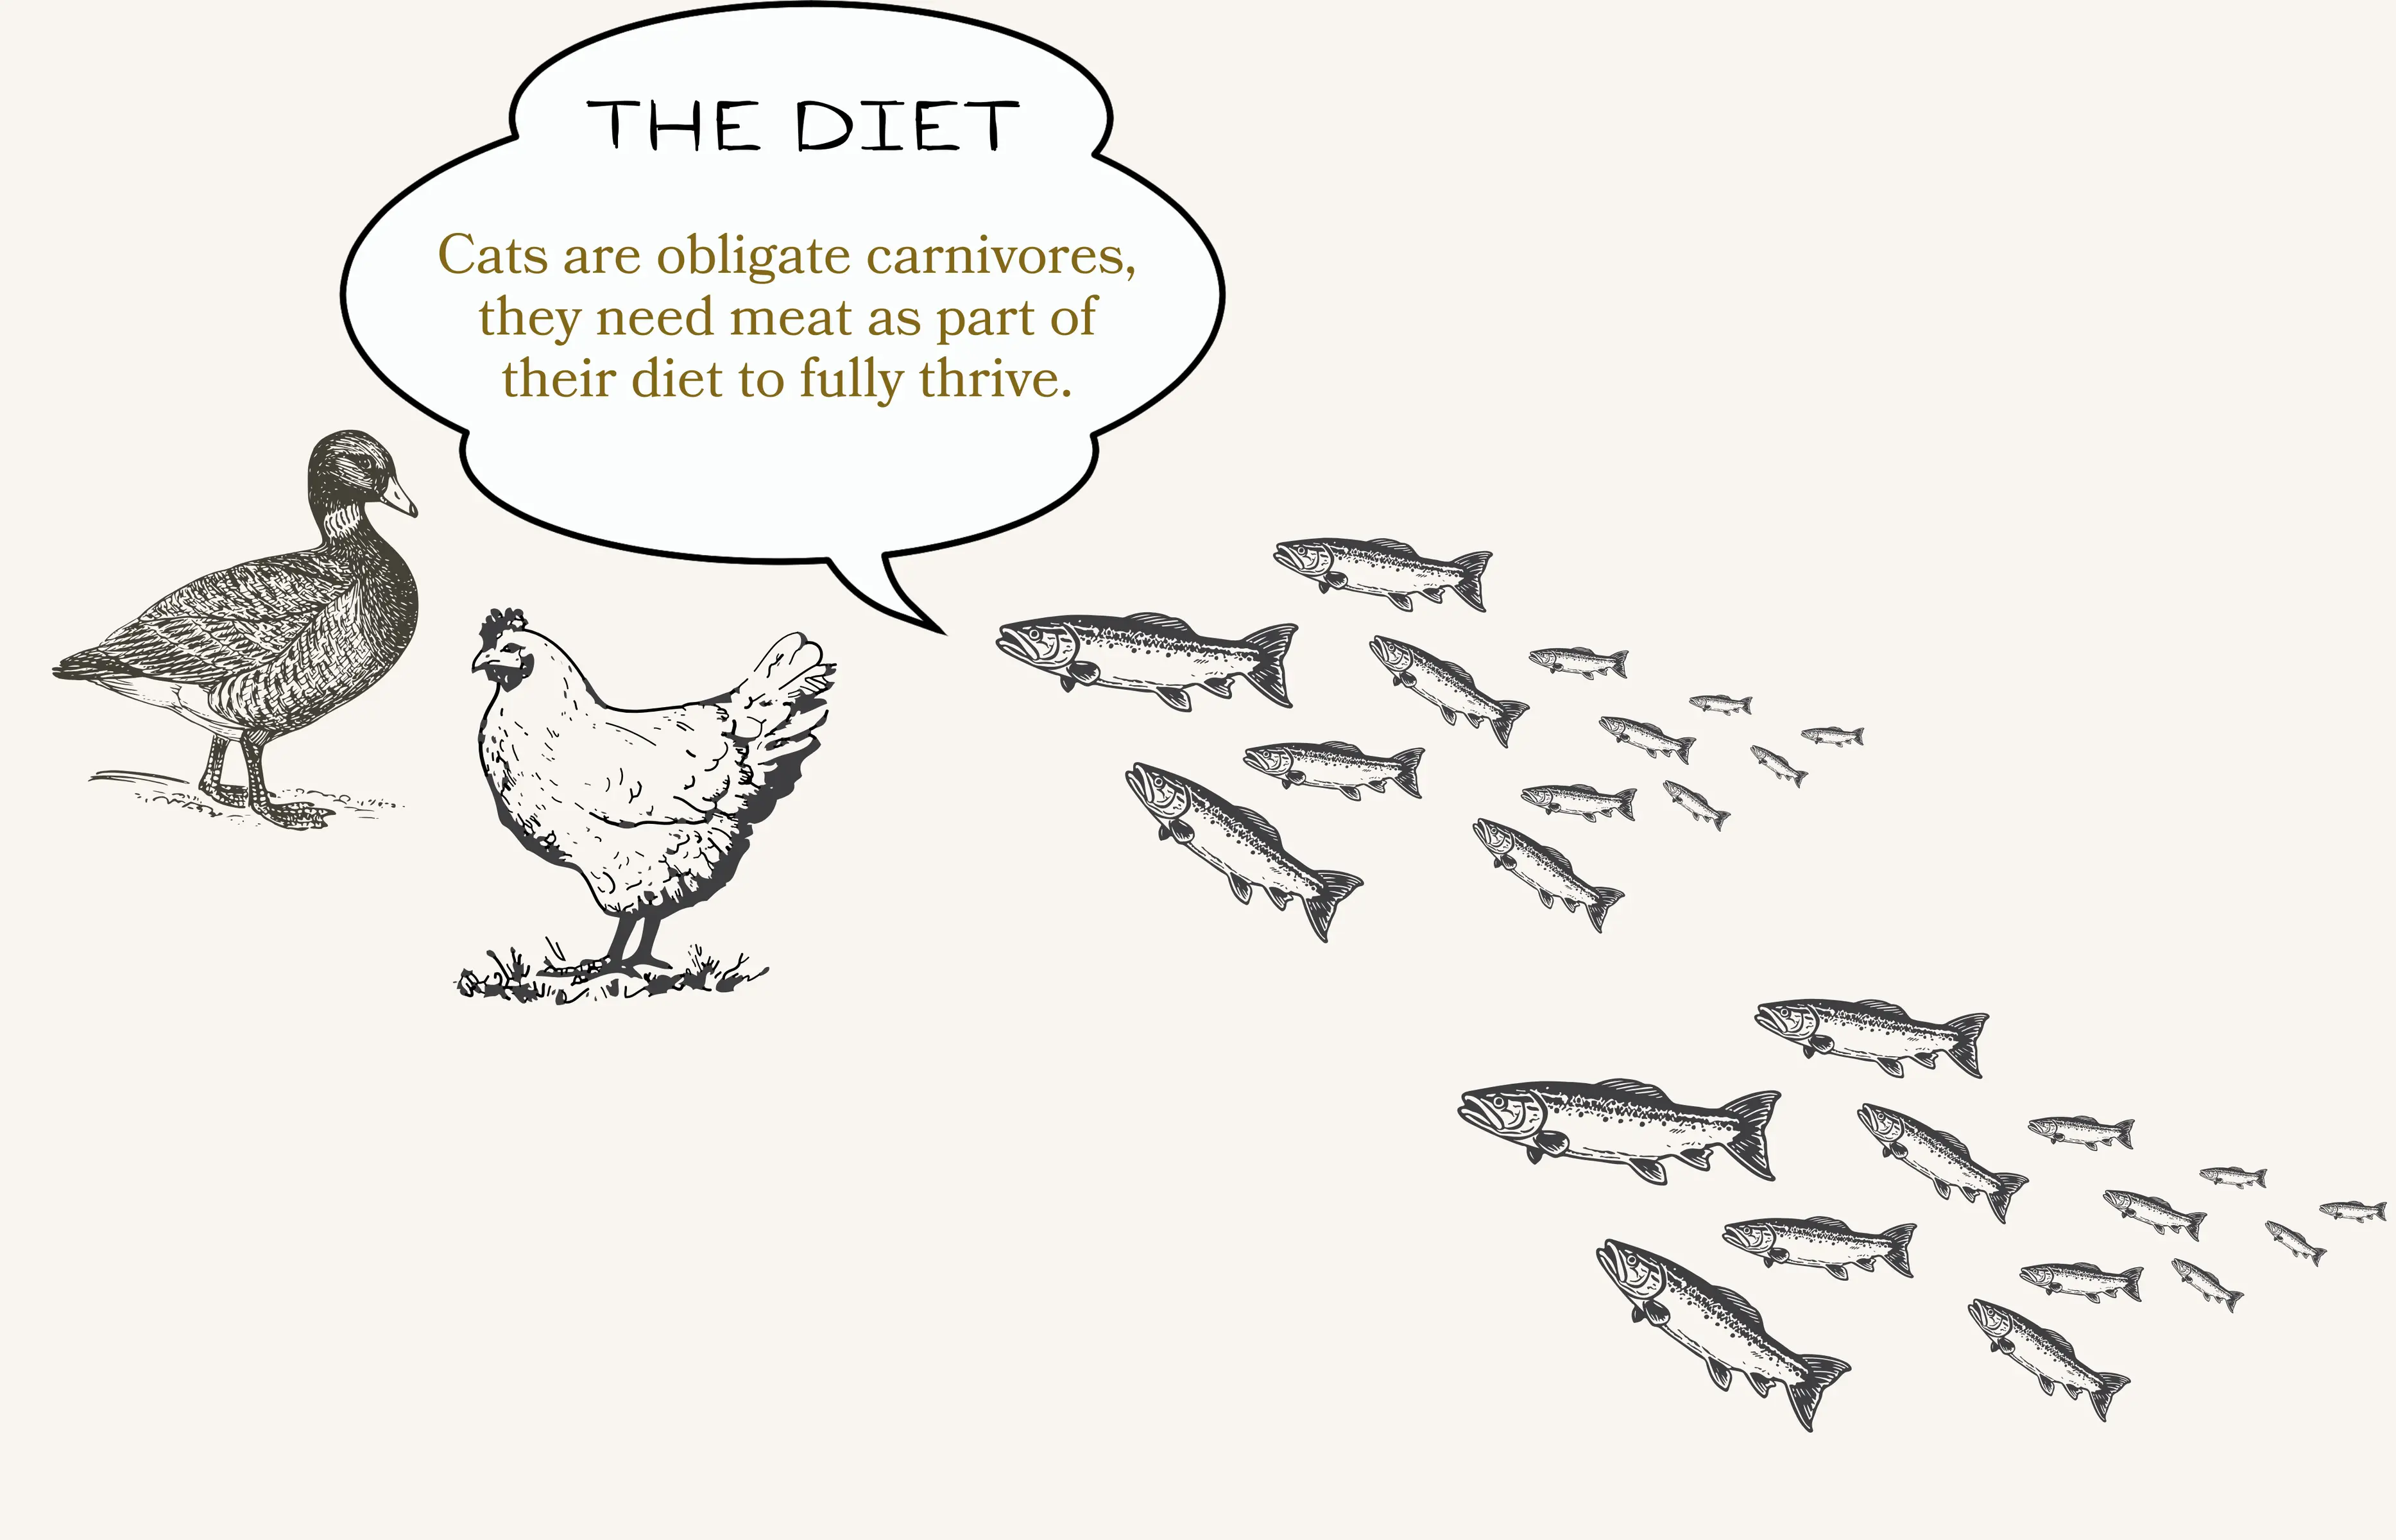 THE DIET
Cats are obligate carnivores,
they need meat as part of
their diet to fully thrive.